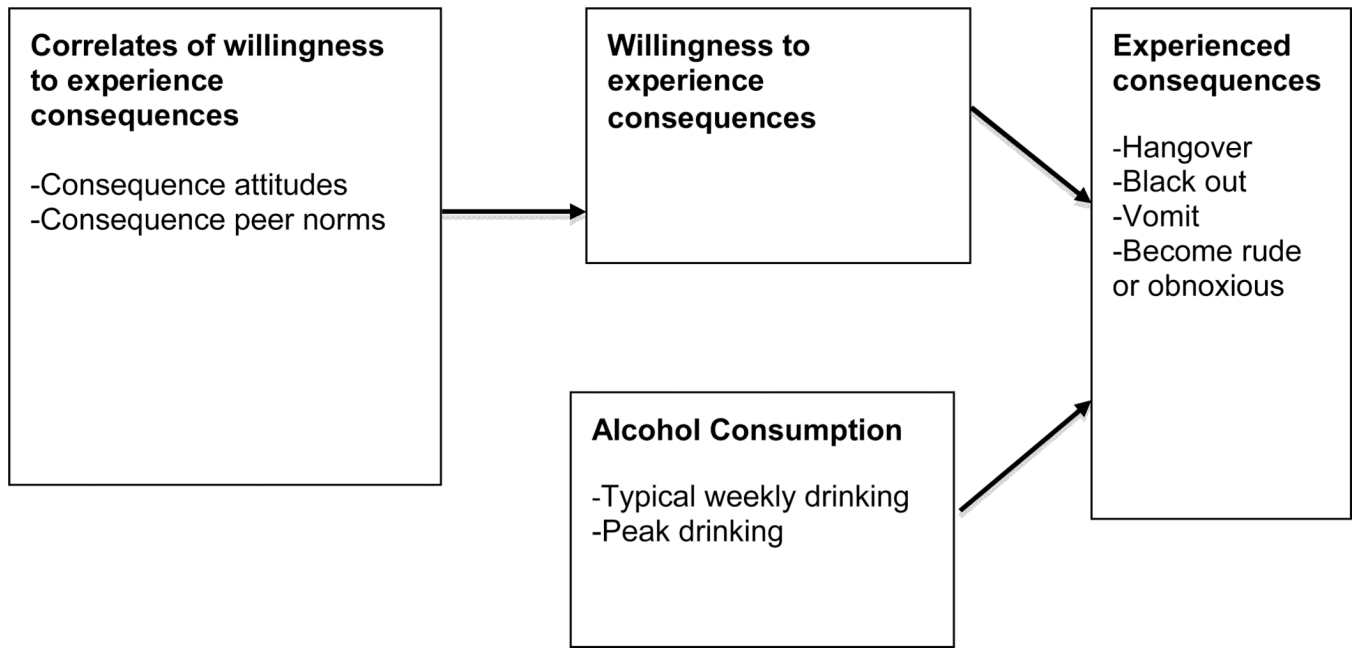 Correlates of willingness
to experience
consequences
-Consequence attitudes
-Consequence peer norms
Willingness to
experience
consequences
Alcohol Consumption
-Typical weekly drinking
-Peak drinking
Experienced
consequences
-Hangover
-Black out
-Vomit
-Become rude
or obnoxious